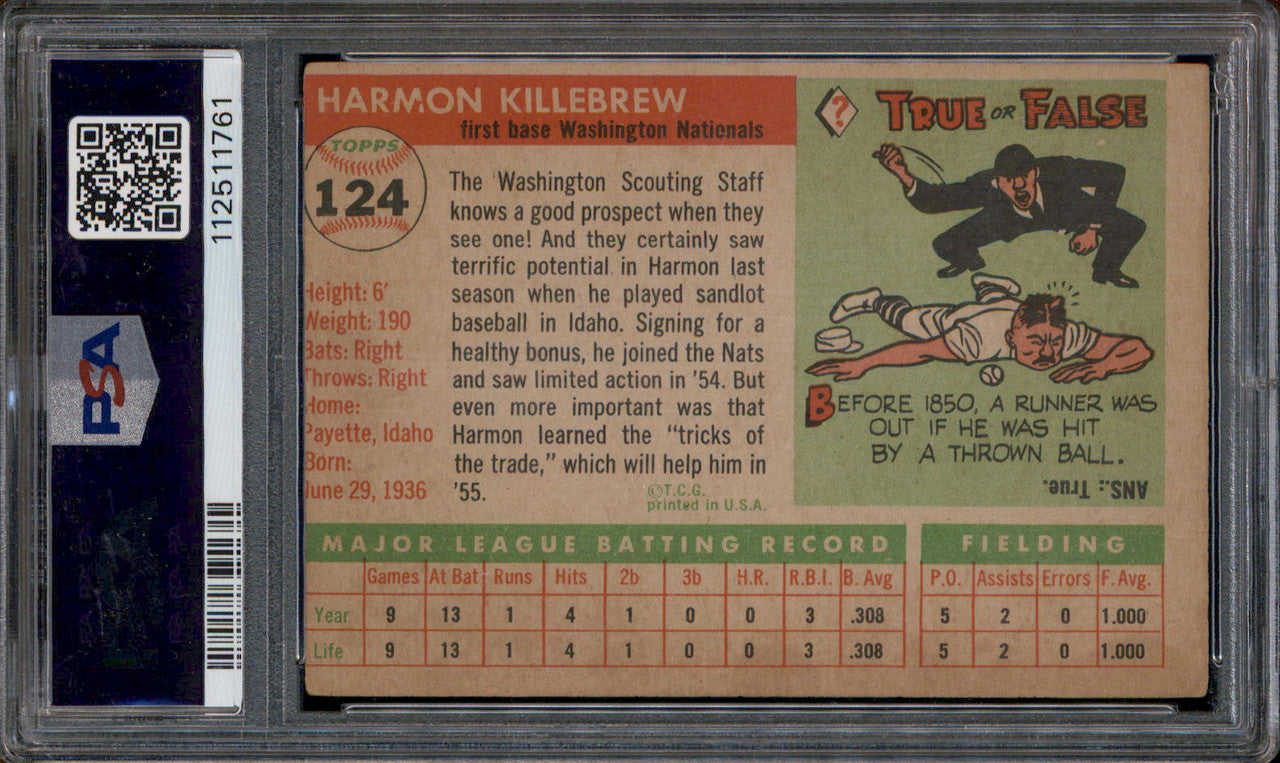 PSA
11251176​1
HARMON KILLEBREW
first base Washington Nationals
TOPPS
124
The Washington Scouting Staff
knows a good prospect when they
see one! And they certainly saw
terrific potential in Harmon last
season when he played sandlot
baseball in Idaho. Signing for a
healthy bonus, he joined the Nats
and saw limited action in '54. But
even more important was that
Harmon learned the "tricks of
the trade," which will help him in
'55.
©T.C.G.
printed in U.S.A.
Height: 6'
Weight: 190
Bats: Right
Throws: Right
Home:
Payette, Idaho
Born:
June 29, 1936
?
TRUE OR FALSE
BEFORE 1850, A RUNNER WAS
OUT IF HE WAS HIT
BY A THROWN BALL.
ANS.: True.
MAJOR LEAGUE BATTING RECORD FIELDING
Games At Bat Runs Hits 2b 3b H.R. R.B.I. B. Avg P.O. Assists Errors F. Avg.
Year 9 13 1 4 1 0 0 3 .308 5 2 0 1.000
Life 9 13 1 4 1 0 0 3 .308 5 2 0 1.000